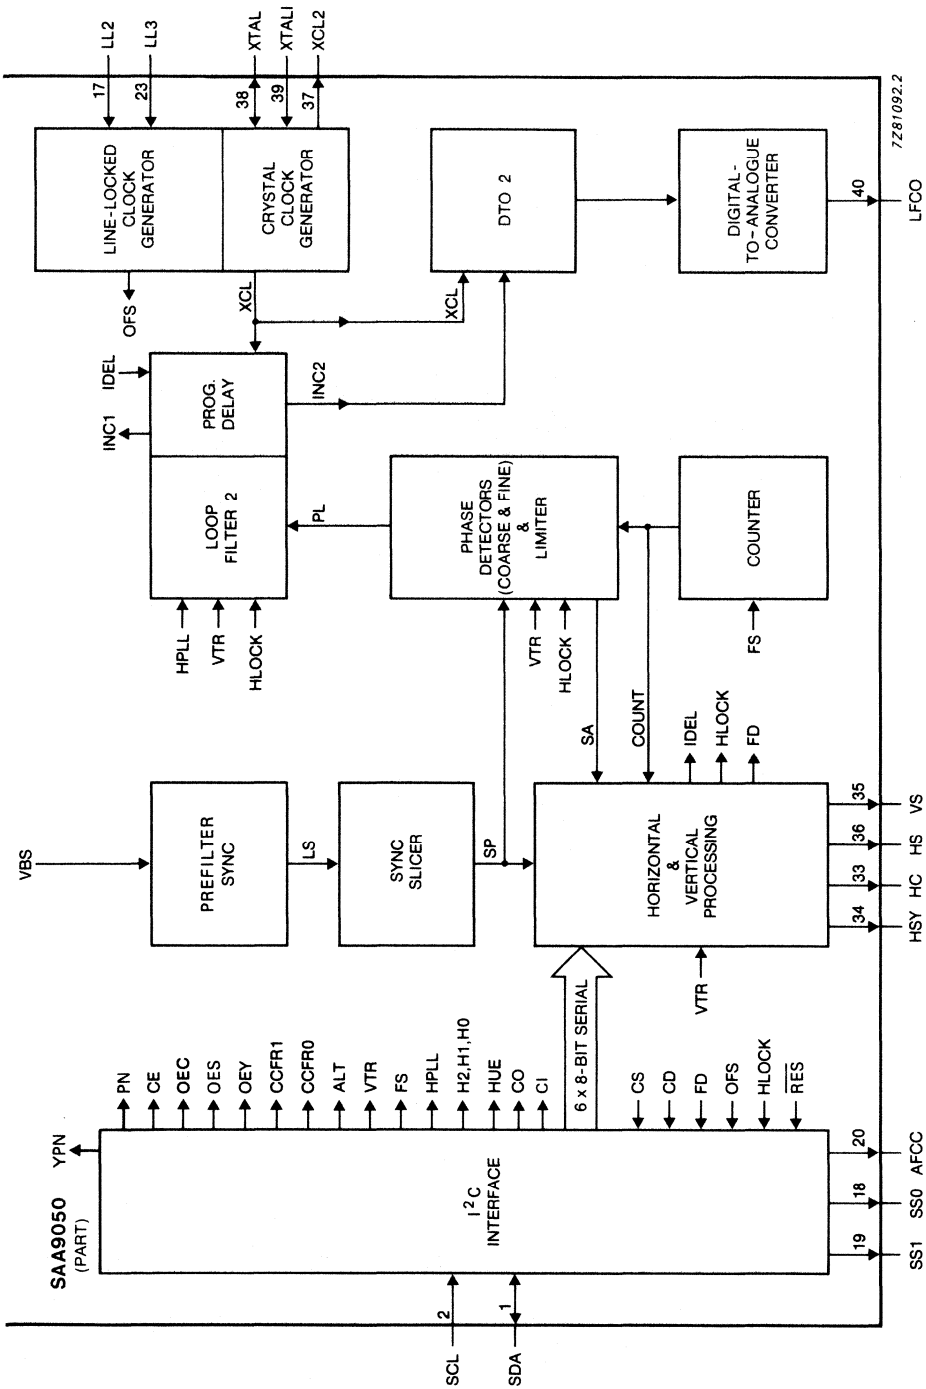 SAA9050
(PART)
YPN
SCL
2
SDA
1
I²C
INTERFACE
PN
CE
OEC
OES
OEY
CCFR1
CCFR0
ALT
VTR
FS
HPLL
H2,H1,H0
HUE
CO
CI
6 x 8-BIT SERIAL
CS
CD
FD
OFS
HLOCK
RES
19
SS1
18
SS0
20
AFCC
VBS
PREFILTER
SYNC
LS
SYNC
SLICER
SP
HORIZONTAL
&
VERTICAL
PROCESSING
VTR
SA
COUNT
IDEL
HLOCK
FD
34
HSY
33
HC
36
HS
35
VS
HPLL
VTR
HLOCK
LOOP
FILTER 2
PROG.
DELAY
INC1
IDEL
PL
INC2
VTR
HLOCK
PHASE
DETECTORS
(COARSE & FINE)
&
LIMITER
FS
COUNTER
OFS
XCL
XCL
LINE-LOCKED
CLOCK
GENERATOR
CRYSTAL
CLOCK
GENERATOR
17
LL2
23
LL3
38
XTAL
39
XTALI
37
XCL2
DTO 2
DIGITAL-
TO-ANALOGUE
CONVERTER
40
LFCO
7Z81092.2